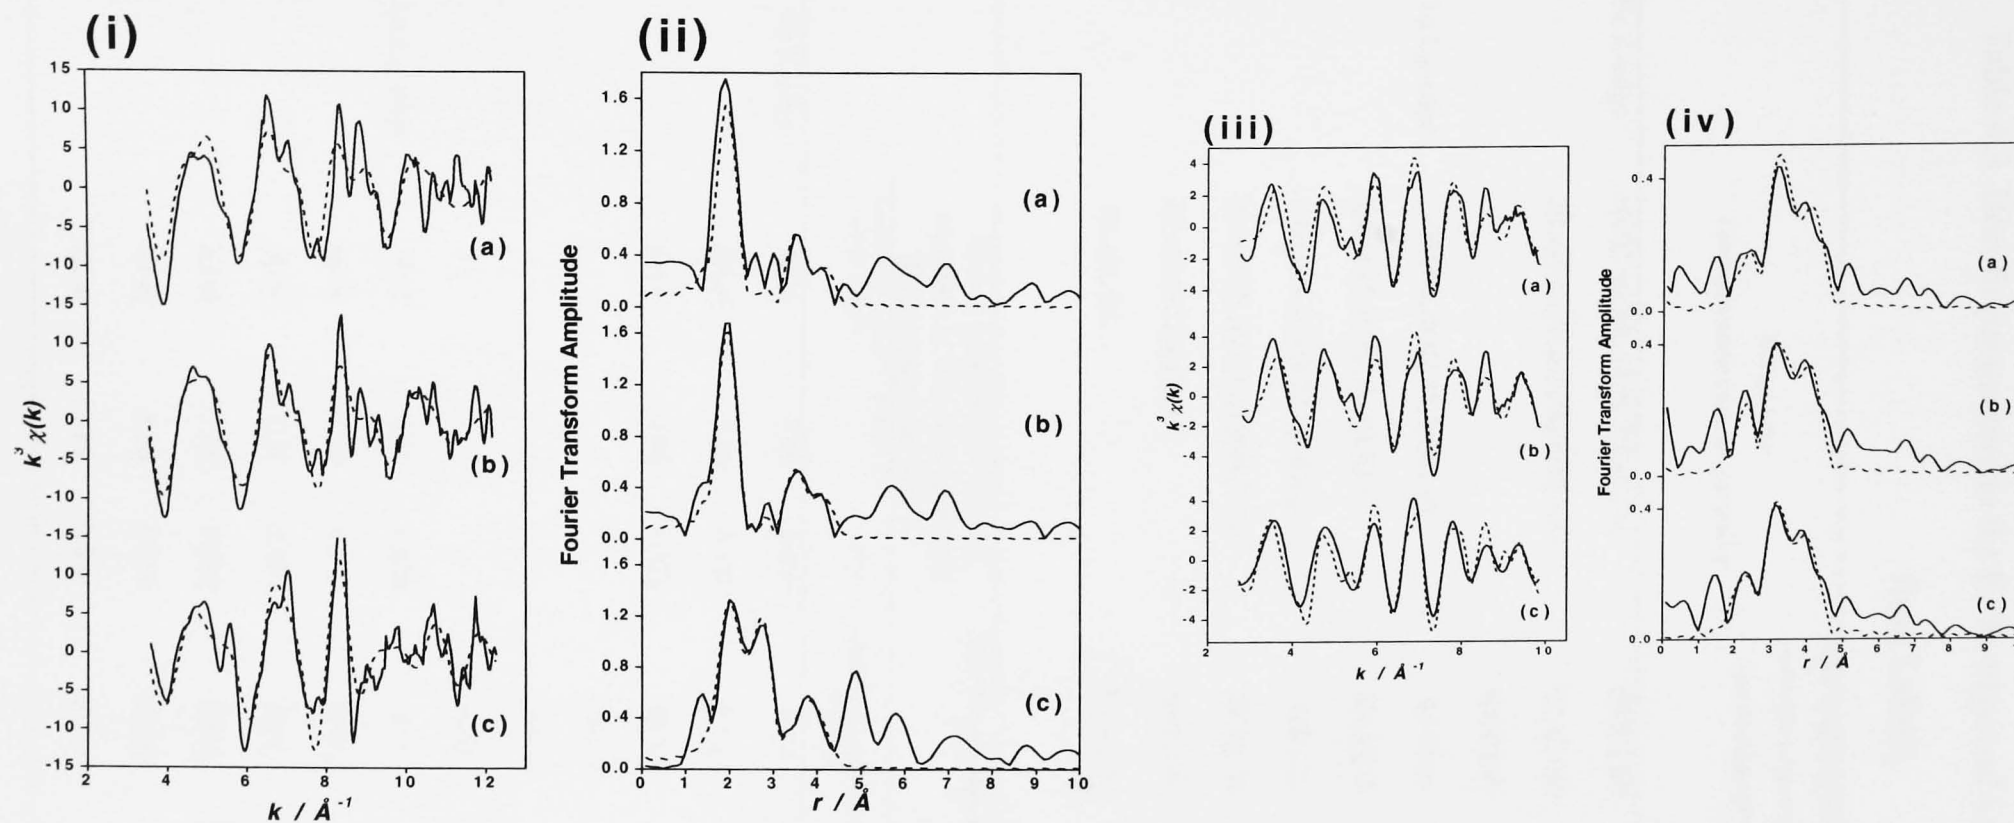 (i)
15
10
5
0
-5
-10
-15
10
5
0
-5
-10
-15
10
5
0
-5
-10
-15
2 4 6 8 10 12
k³ χ(k)
k / Å⁻¹
(a)
(b)
(c)
(ii)
1.6
1.2
0.8
0.4
0.0
1.6
1.2
0.8
0.4
0.0
1.6
1.2
0.8
0.4
0.0
0 1 2 3 4 5 6 7 8 9 10
Fourier Transform Amplitude
r / Å
(a)
(b)
(c)
(iii)
4
2
0
-2
-4
4
2
0
-2
-4
4
2
0
-2
-4
2 4 6 8 10
k³ χ(k)
k / Å⁻¹
(a)
(b)
(c)
(iv)
0.4
0.0
0.4
0.0
0.4
0.0
0 1 2 3 4 5 6 7 8 9
Fourier Transform Amplitude
r / Å
(a)
(b)
(c)